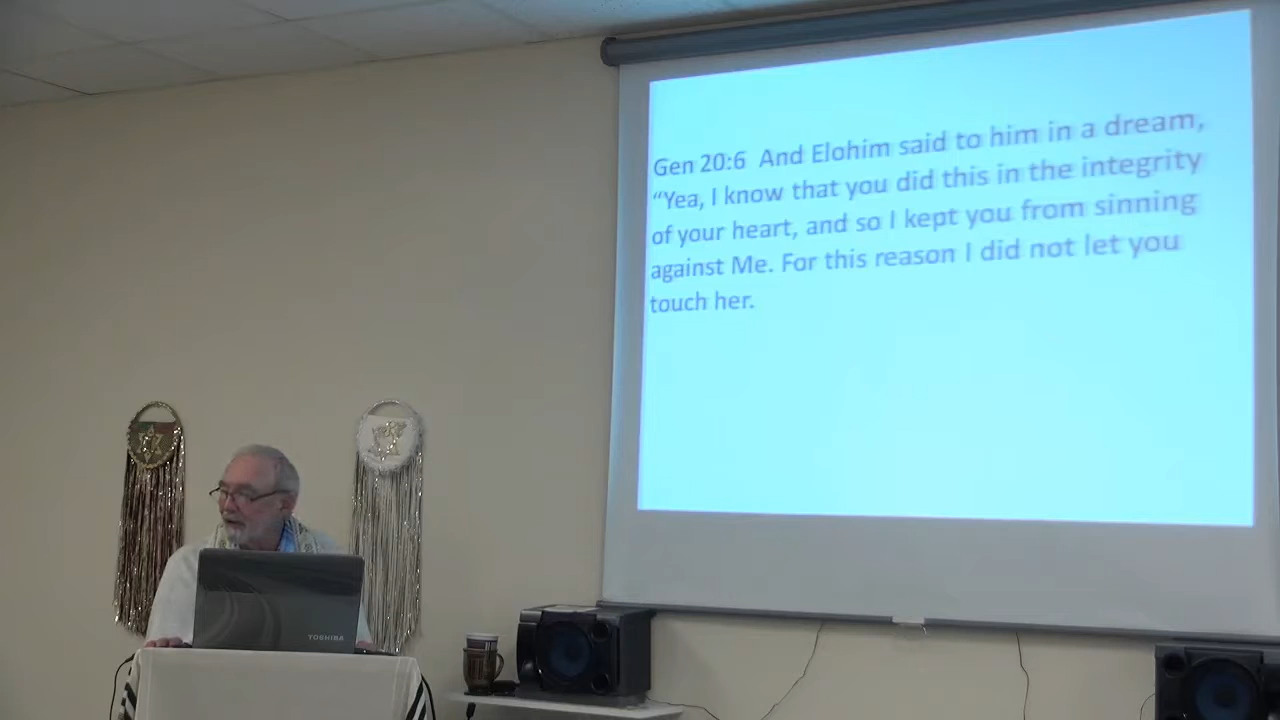 Gen 20:6 And Elohim said to him in a dream,
“Yea, I know that you did this in the integrity
of your heart, and so I kept you from sinning
against Me. For this reason I did not let you
touch her.
TOSHIBA